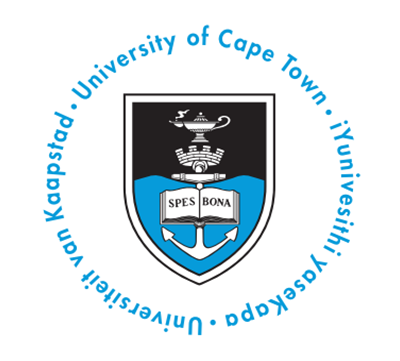 University of Cape Town • iYunivesithi yaseKapa • Universiteit van Kaapstad •
SPES BONA